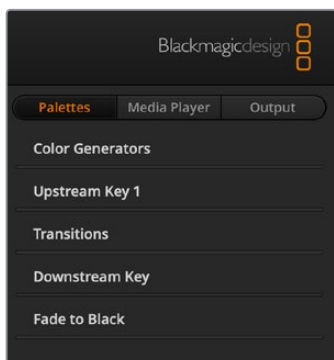 Blackmagicdesign
Palettes Media Player Output
Color Generators
Upstream Key 1
Transitions
Downstream Key
Fade to Black